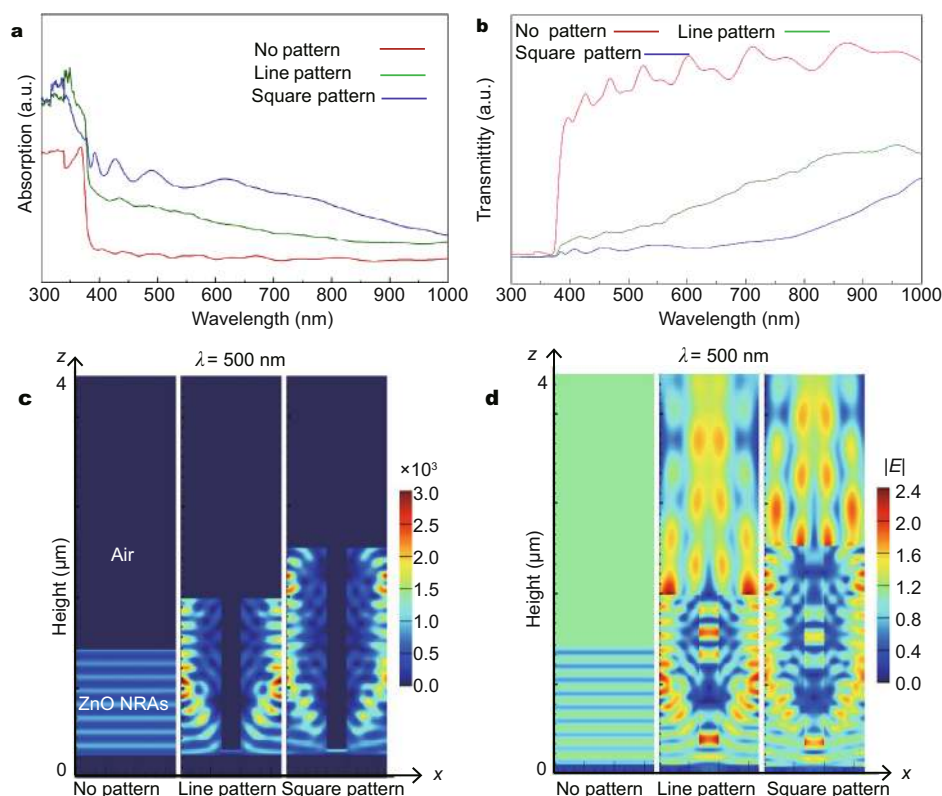 a
No pattern
Line pattern
Square pattern
Absorption (a.u.)
300 400 500 600 700 800 900 1000
Wavelength (nm)
b
No pattern Line pattern
Square pattern
Transmittity (a.u.)
300 400 500 600 700 800 900 1000
Wavelength (nm)
c
z
λ = 500 nm
4
Height (μm)
0
Air
ZnO NRAs
×10³
3.0
2.5
2.0
1.5
1.0
0.5
0.0
x
No pattern Line pattern Square pattern
d
z
λ = 500 nm
4
Height (μm)
0
|E|
2.4
2.0
1.6
1.2
0.8
0.4
0.0
x
No pattern Line pattern Square pattern